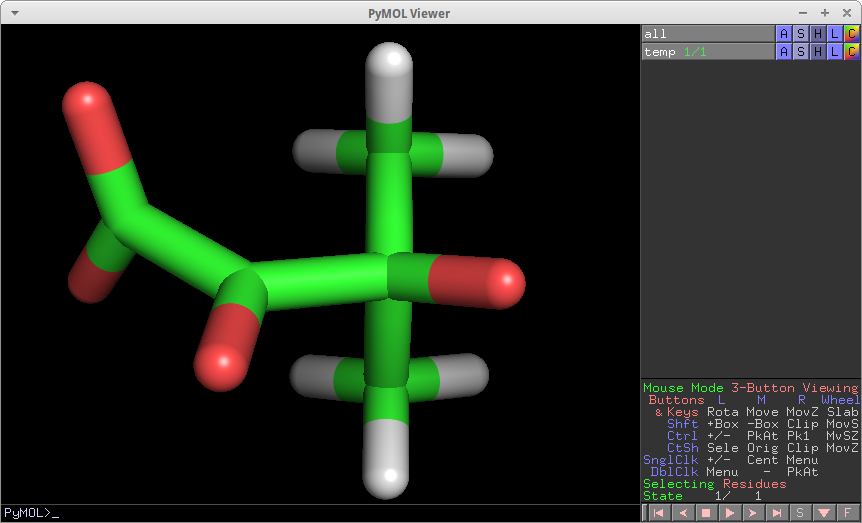 PyMOL Viewer
all A S H L C
temp 1/1 A S H L C
Mouse Mode 3-Button Viewing
Buttons L M R Wheel
& Keys Rota Move MovZ Slab
Shft +Box -Box Clip MovS
Ctrl +/- PkAt Pk1 MvSZ
CtSh Sele Orig Clip MovZ
SnglClk +/- Cent Menu
DblClk Menu - PkAt
Selecting Residues
State 1/ 1
PyMOL>_ S F